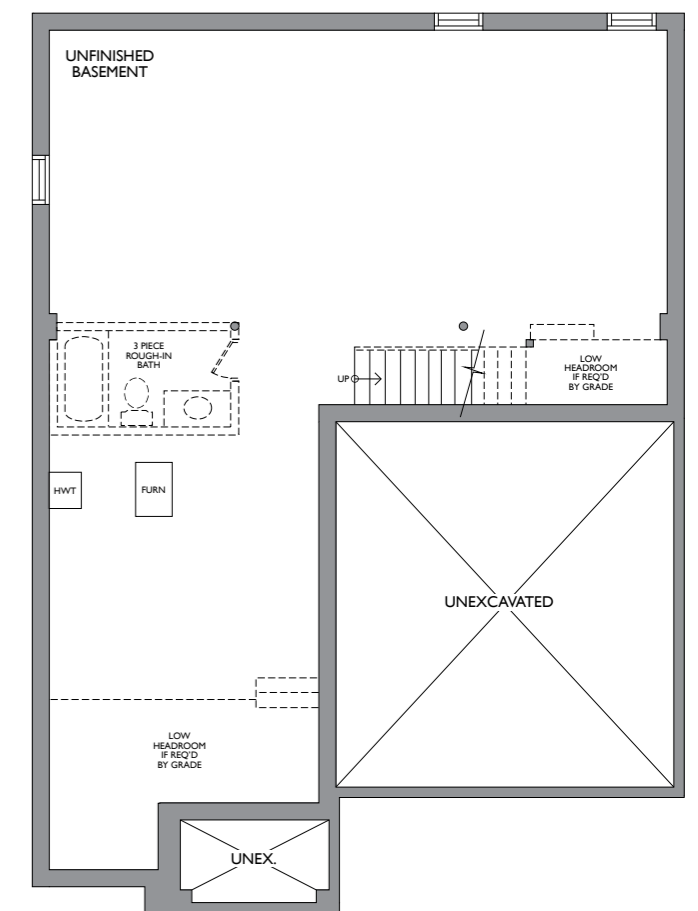 UNFINISHED
BASEMENT
3 PIECE
ROUGH-IN
BATH
UP
LOW
HEADROOM
IF REQ'D
BY GRADE
HWT
FURN
UNEXCAVATED
LOW
HEADROOM
IF REQ'D
BY GRADE
UNEX.